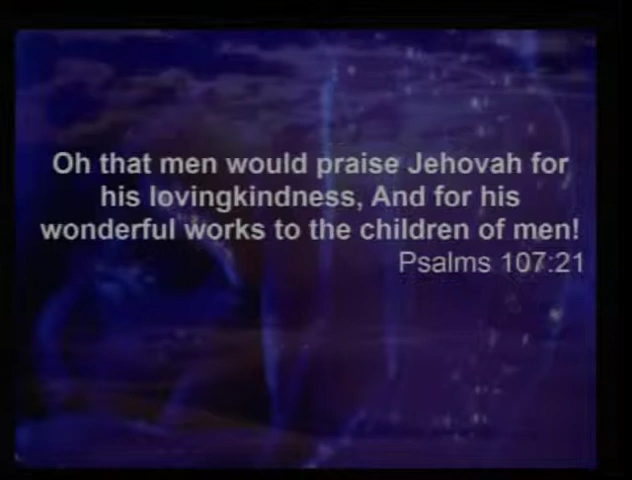 Oh that men would praise Jehovah for
his lovingkindness, And for his
wonderful works to the children of men!
Psalms 107:21